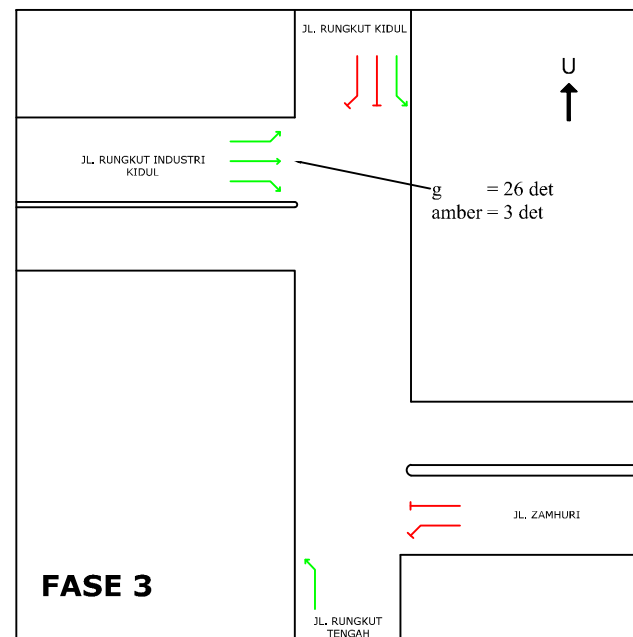 JL. RUNGKUT KIDUL
U
JL. RUNGKUT INDUSTRI
KIDUL
g = 26 det
amber = 3 det
JL. ZAMHURI
FASE 3
JL. RUNGKUT
TENGAH